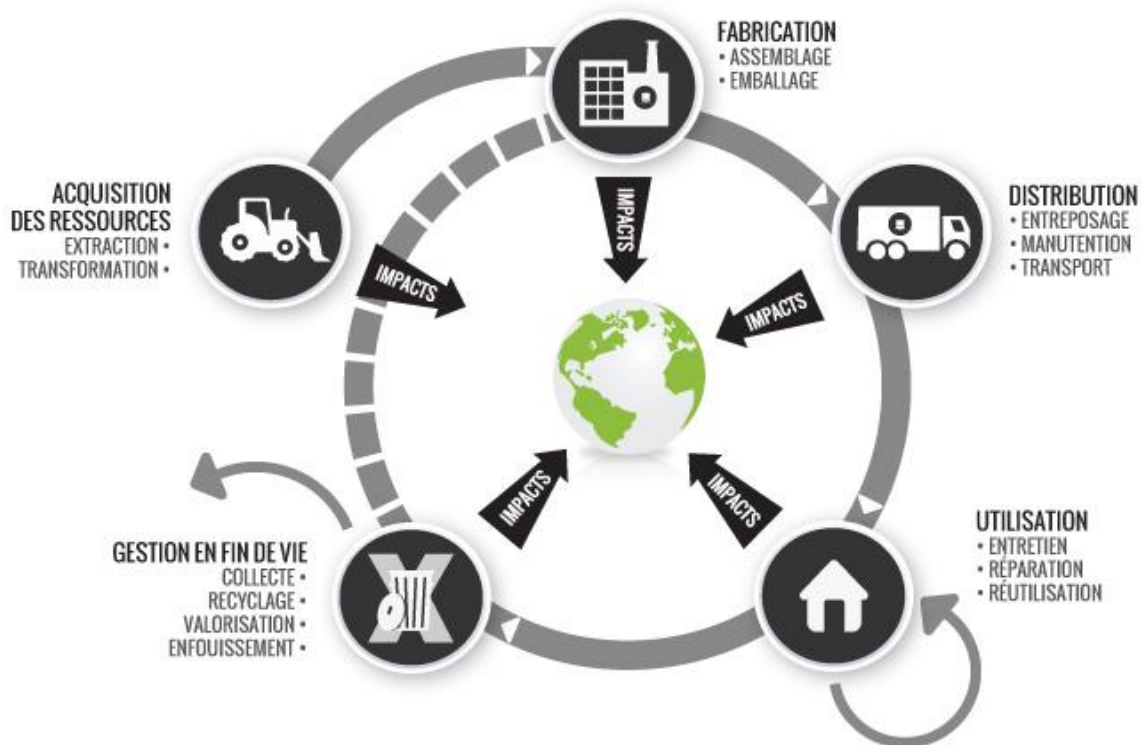 FABRICATION
• ASSEMBLAGE
• EMBALLAGE
ACQUISITION
DES RESSOURCES
EXTRACTION •
TRANSFORMATION •
DISTRIBUTION
• ENTREPOSAGE
• MANUTENTION
• TRANSPORT
IMPACTS
IMPACTS
IMPACTS
IMPACTS
IMPACTS
UTILISATION
• ENTRETIEN
• RÉPARATION
• RÉUTILISATION
GESTION EN FIN DE VIE
COLLECTE •
RECYCLAGE •
VALORISATION •
ENFOUISSEMENT •